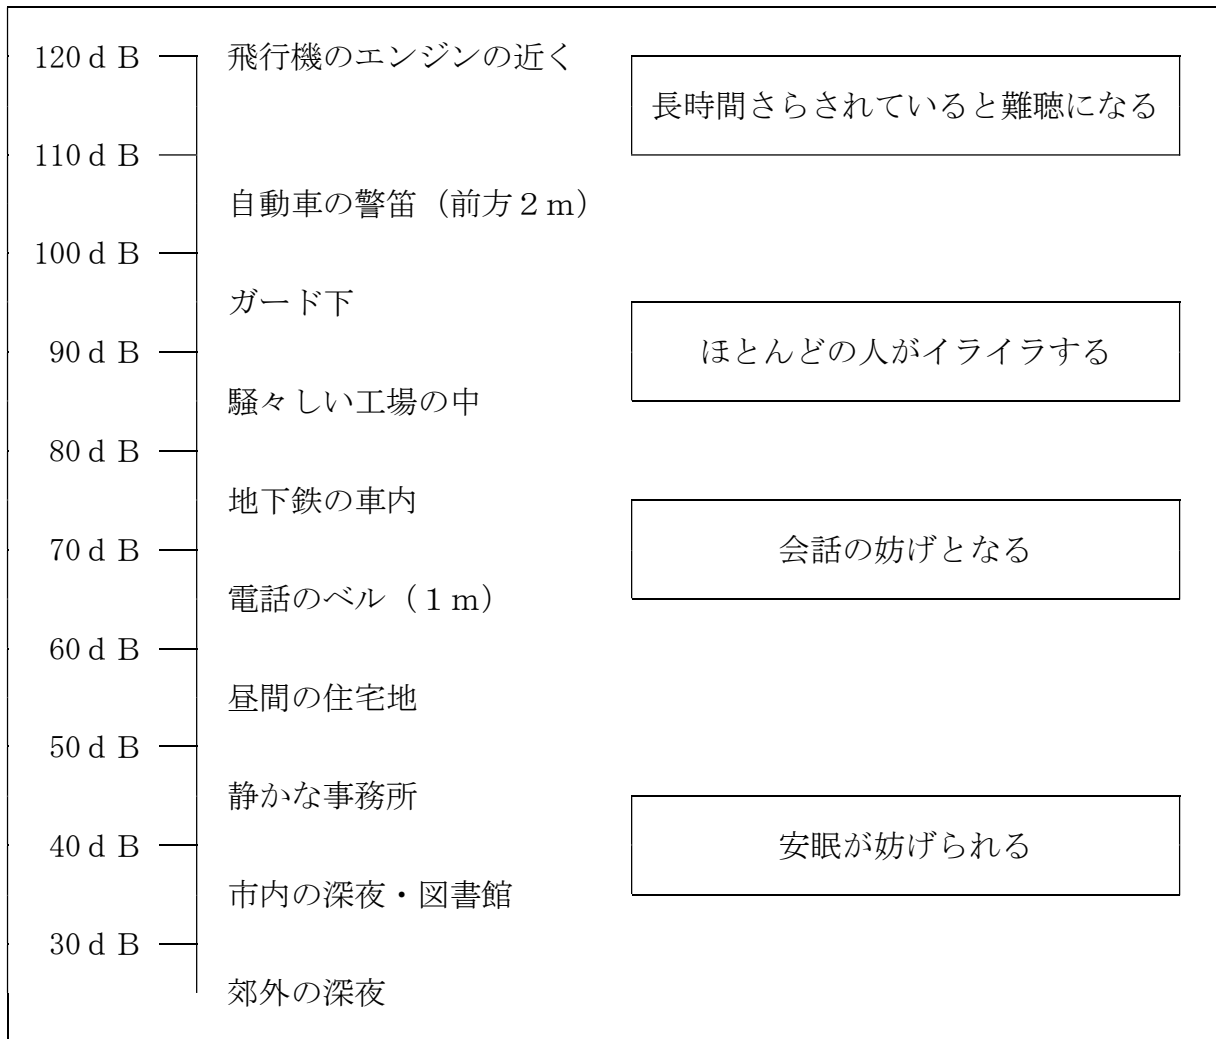 120ｄＢ 飛行機のエンジンの近く
長時間さらされていると難聴になる
110ｄＢ
自動車の警笛（前方２ｍ）
100ｄＢ
ガード下
90ｄＢ ほとんどの人がイライラする
騒々しい工場の中
80ｄＢ
地下鉄の車内
70ｄＢ 会話の妨げとなる
電話のベル（１ｍ）
60ｄＢ
昼間の住宅地
50ｄＢ
静かな事務所
40ｄＢ 安眠が妨げられる
市内の深夜・図書館
30ｄＢ
郊外の深夜